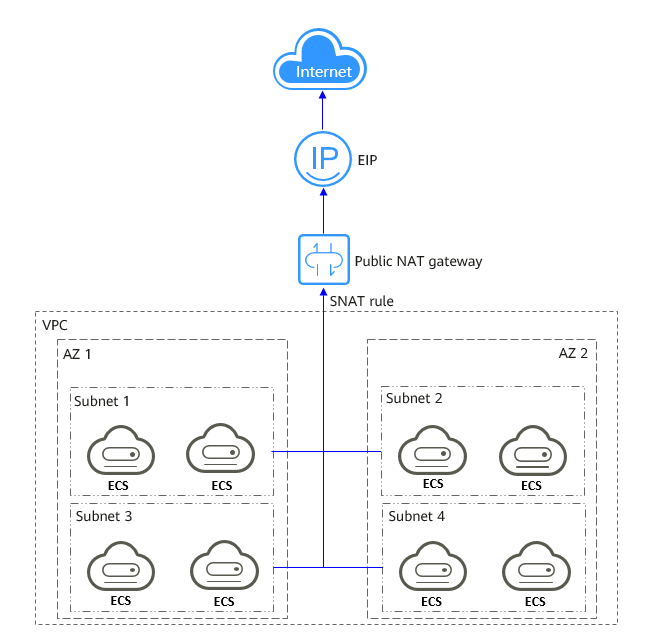 Internet
IP
EIP
Public NAT gateway
SNAT rule
VPC
AZ 1
AZ 2
Subnet 1
Subnet 2
ECS
ECS
ECS
ECS
Subnet 3
Subnet 4
ECS
ECS
ECS
ECS